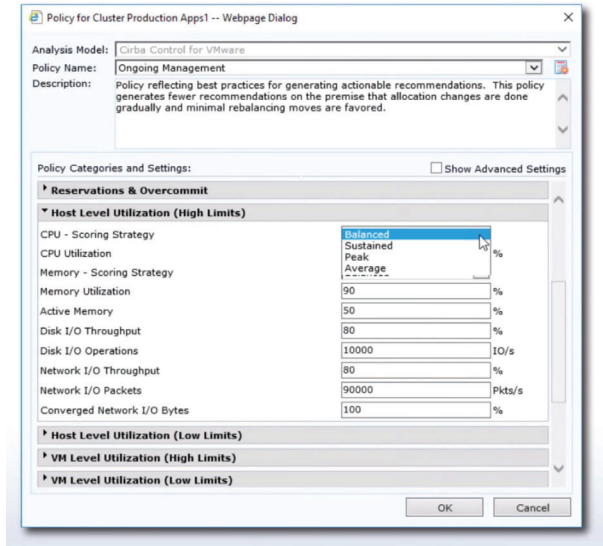 Policy for Cluster Production Apps1 -- Webpage Dialog
Analysis Model: Cirba Control for VMware
Policy Name: Ongoing Management
Description: Policy reflecting best practices for generating actionable recommendations. This policy
generates fewer recommendations on the premise that allocation changes are done
gradually and minimal rebalancing moves are favored.
Policy Categories and Settings: Show Advanced Settings
Reservations & Overcommit
Host Level Utilization (High Limits)
CPU - Scoring Strategy Balanced
Sustained
CPU Utilization Peak %
Average
Memory - Scoring Strategy
Memory Utilization 90 %
Active Memory 50 %
Disk I/O Throughput 80 %
Disk I/O Operations 10000 IO/s
Network I/O Throughput 80 %
Network I/O Packets 90000 Pkts/s
Converged Network I/O Bytes 100 %
Host Level Utilization (Low Limits)
VM Level Utilization (High Limits)
VM Level Utilization (Low Limits)
OK Cancel